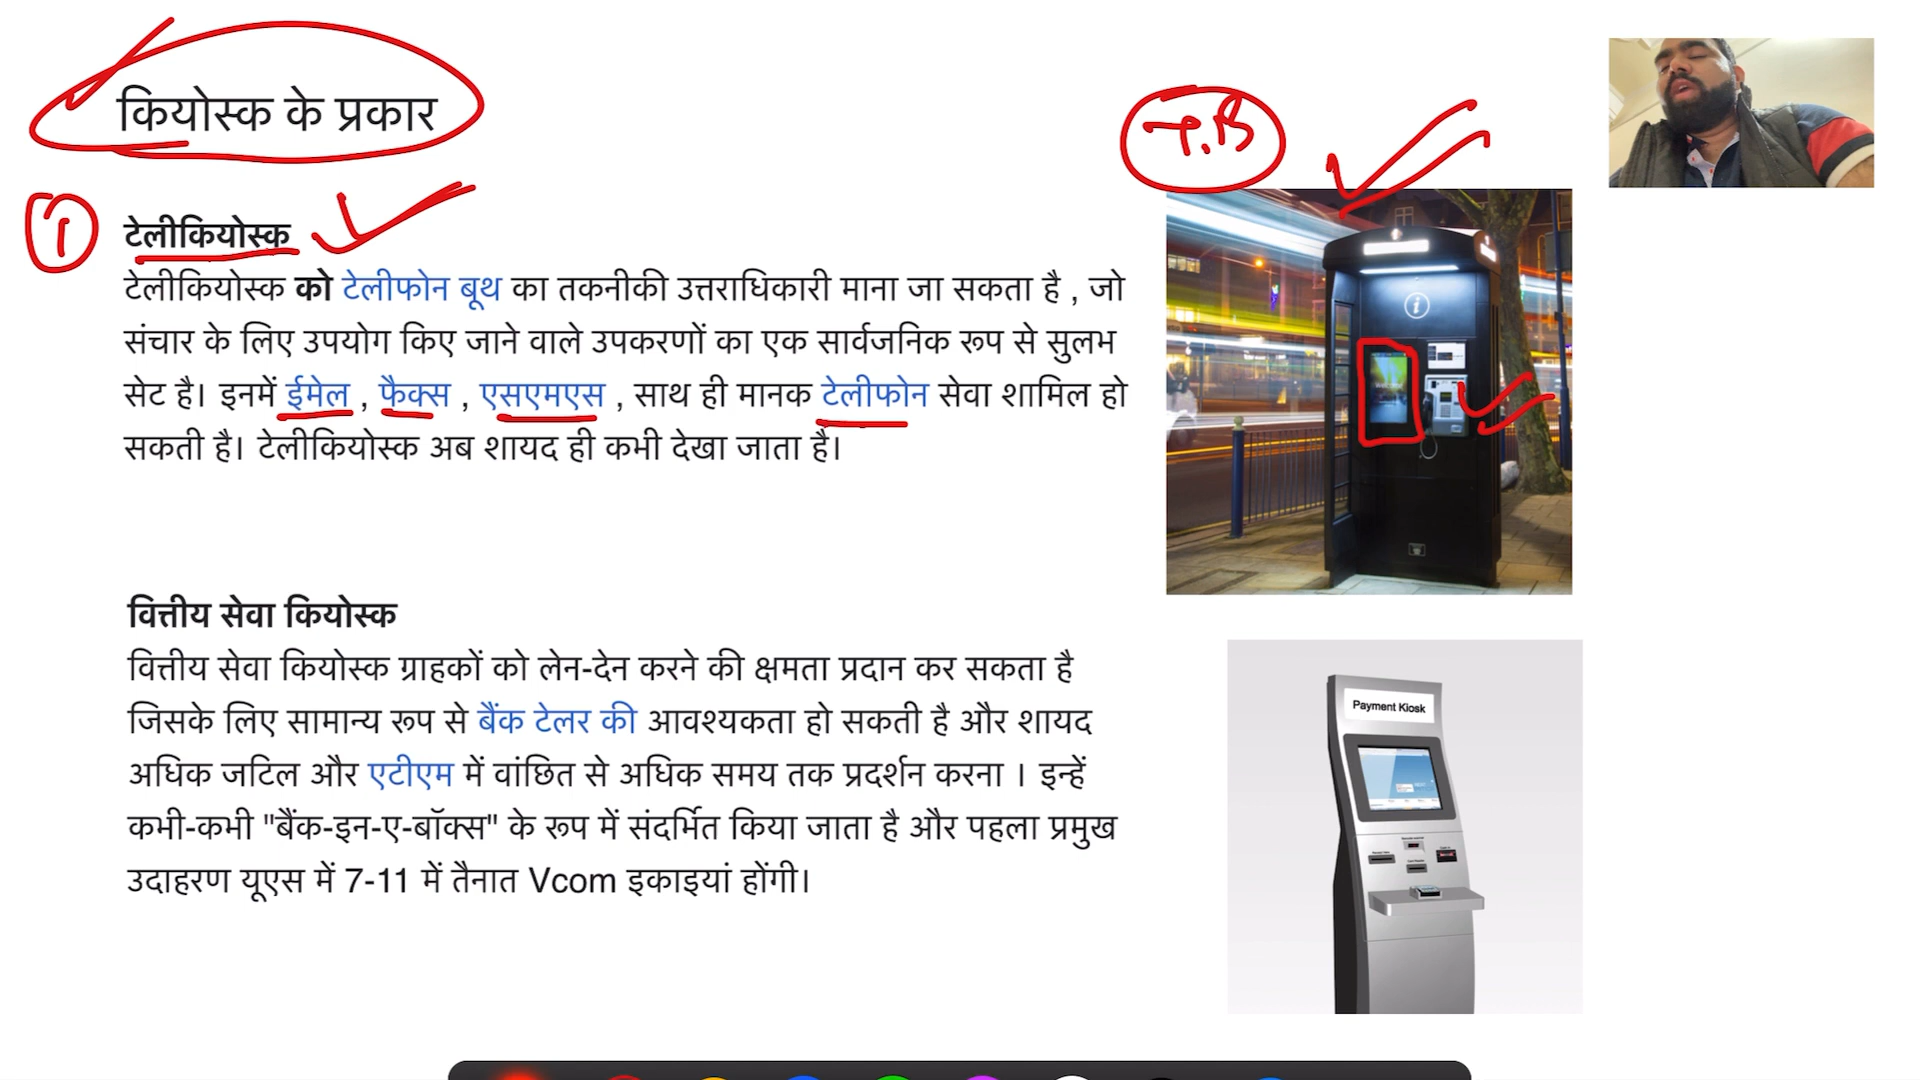 कियोस्क के प्रकार
T.B
1
टेलीकियोस्क
टेलीकियोस्क को टेलीफोन बूथ का तकनीकी उत्तराधिकारी माना जा सकता है , जो
संचार के लिए उपयोग किए जाने वाले उपकरणों का एक सार्वजनिक रूप से सुलभ
सेट है। इनमें ईमेल , फैक्स , एसएमएस , साथ ही मानक टेलीफोन सेवा शामिल हो
सकती है। टेलीकियोस्क अब शायद ही कभी देखा जाता है।
वित्तीय सेवा कियोस्क
वित्तीय सेवा कियोस्क ग्राहकों को लेन-देन करने की क्षमता प्रदान कर सकता है
जिसके लिए सामान्य रूप से बैंक टेलर की आवश्यकता हो सकती है और शायद
अधिक जटिल और एटीएम में वांछित से अधिक समय तक प्रदर्शन करना । इन्हें
कभी-कभी "बैंक-इन-ए-बॉक्स" के रूप में संदर्भित किया जाता है और पहला प्रमुख
उदाहरण यूएस में 7-11 में तैनात Vcom इकाइयां होंगी।
i
Payment Kiosk